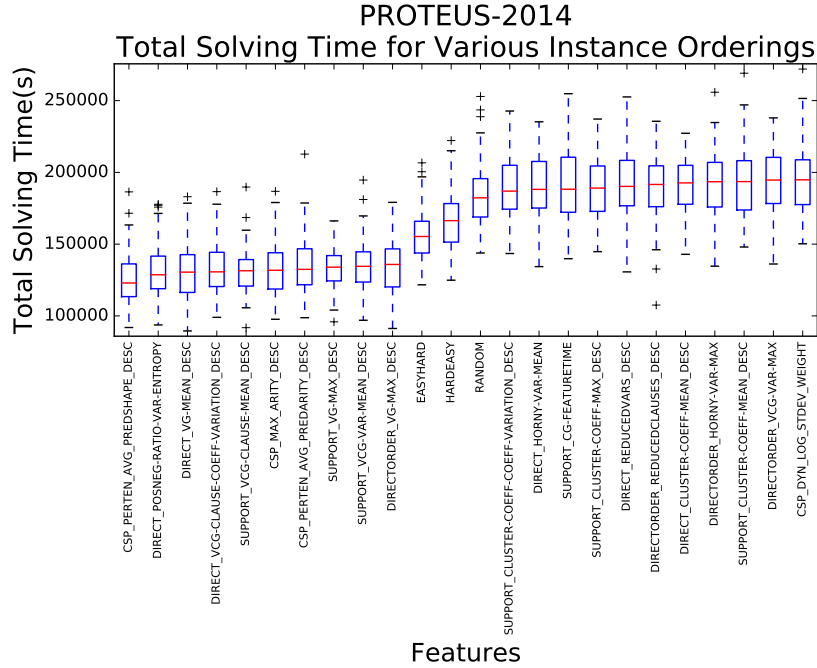 PROTEUS-2014
Total Solving Time for Various Instance Orderings
Total Solving Time(s)
250000
200000
150000
100000
CSP_PERTEN_AVG_PREDSHAPE_DESC
DIRECT_POSNEG-RATIO-VAR-ENTROPY
DIRECT_VG-MEAN_DESC
DIRECT_VCG-CLAUSE-COEFF-VARIATION_DESC
SUPPORT_VCG-CLAUSE-MEAN_DESC
CSP_MAX_ARITY_DESC
CSP_PERTEN_AVG_PREDARITY_DESC
SUPPORT_VG-MAX_DESC
SUPPORT_VCG-VAR-MEAN_DESC
DIRECTORDER_VG-MAX_DESC
EASYHARD
HARDEASY
RANDOM
SUPPORT_CLUSTER-COEFF-COEFF-VARIATION_DESC
DIRECT_HORNY-VAR-MEAN
SUPPORT_CG-FEATURETIME
SUPPORT_CLUSTER-COEFF-MAX_DESC
DIRECT_REDUCEDVARS_DESC
DIRECTORDER_REDUCEDCLAUSES_DESC
DIRECT_CLUSTER-COEFF-MEAN_DESC
DIRECTORDER_HORNY-VAR-MAX
SUPPORT_CLUSTER-COEFF-MEAN_DESC
DIRECTORDER_VCG-VAR-MAX
CSP_DYN_LOG_STDEV_WEIGHT
Features